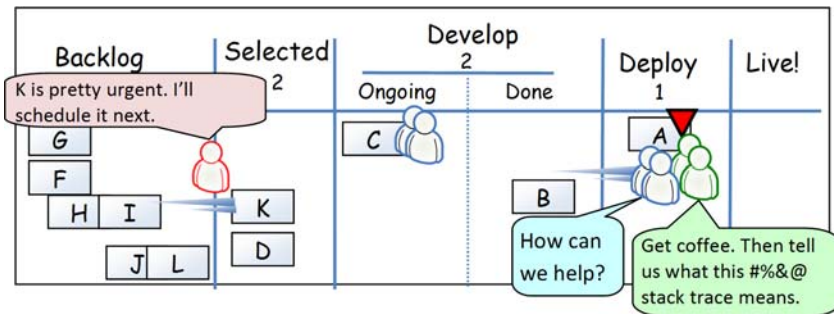 Backlog
Selected
2
Develop
2
Ongoing
Done
Deploy
1
Live!
K is pretty urgent. I'll
schedule it next.
G
F
H I
J L
K
D
C
B
A
How can
we help?
Get coffee. Then tell
us what this #%&@
stack trace means.